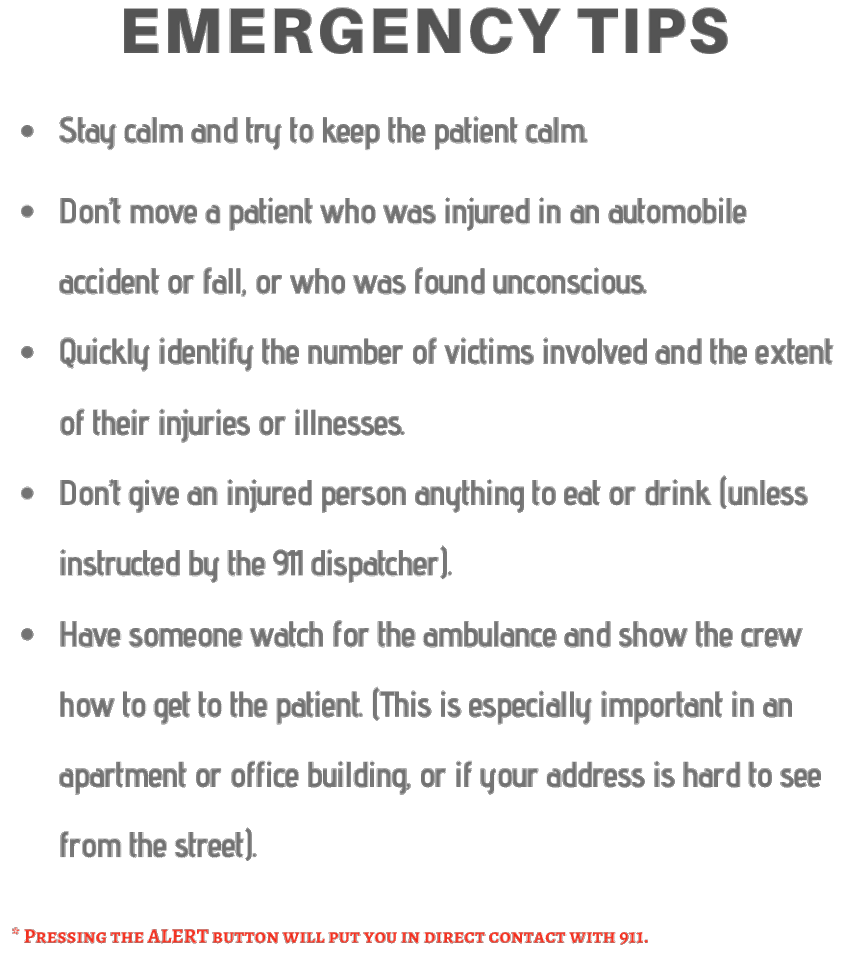 EMERGENCY TIPS
• Stay calm and try to keep the patient calm.
• Don't move a patient who was injured in an automobile
accident or fall, or who was found unconscious.
• Quickly identify the number of victims involved and the extent
of their injuries or illnesses.
• Don't give an injured person anything to eat or drink (unless
instructed by the 911 dispatcher).
• Have someone watch for the ambulance and show the crew
how to get to the patient. (This is especially important in an
apartment or office building, or if your address is hard to see
from the street).
* Pressing the ALERT button will put you in direct contact with 911.